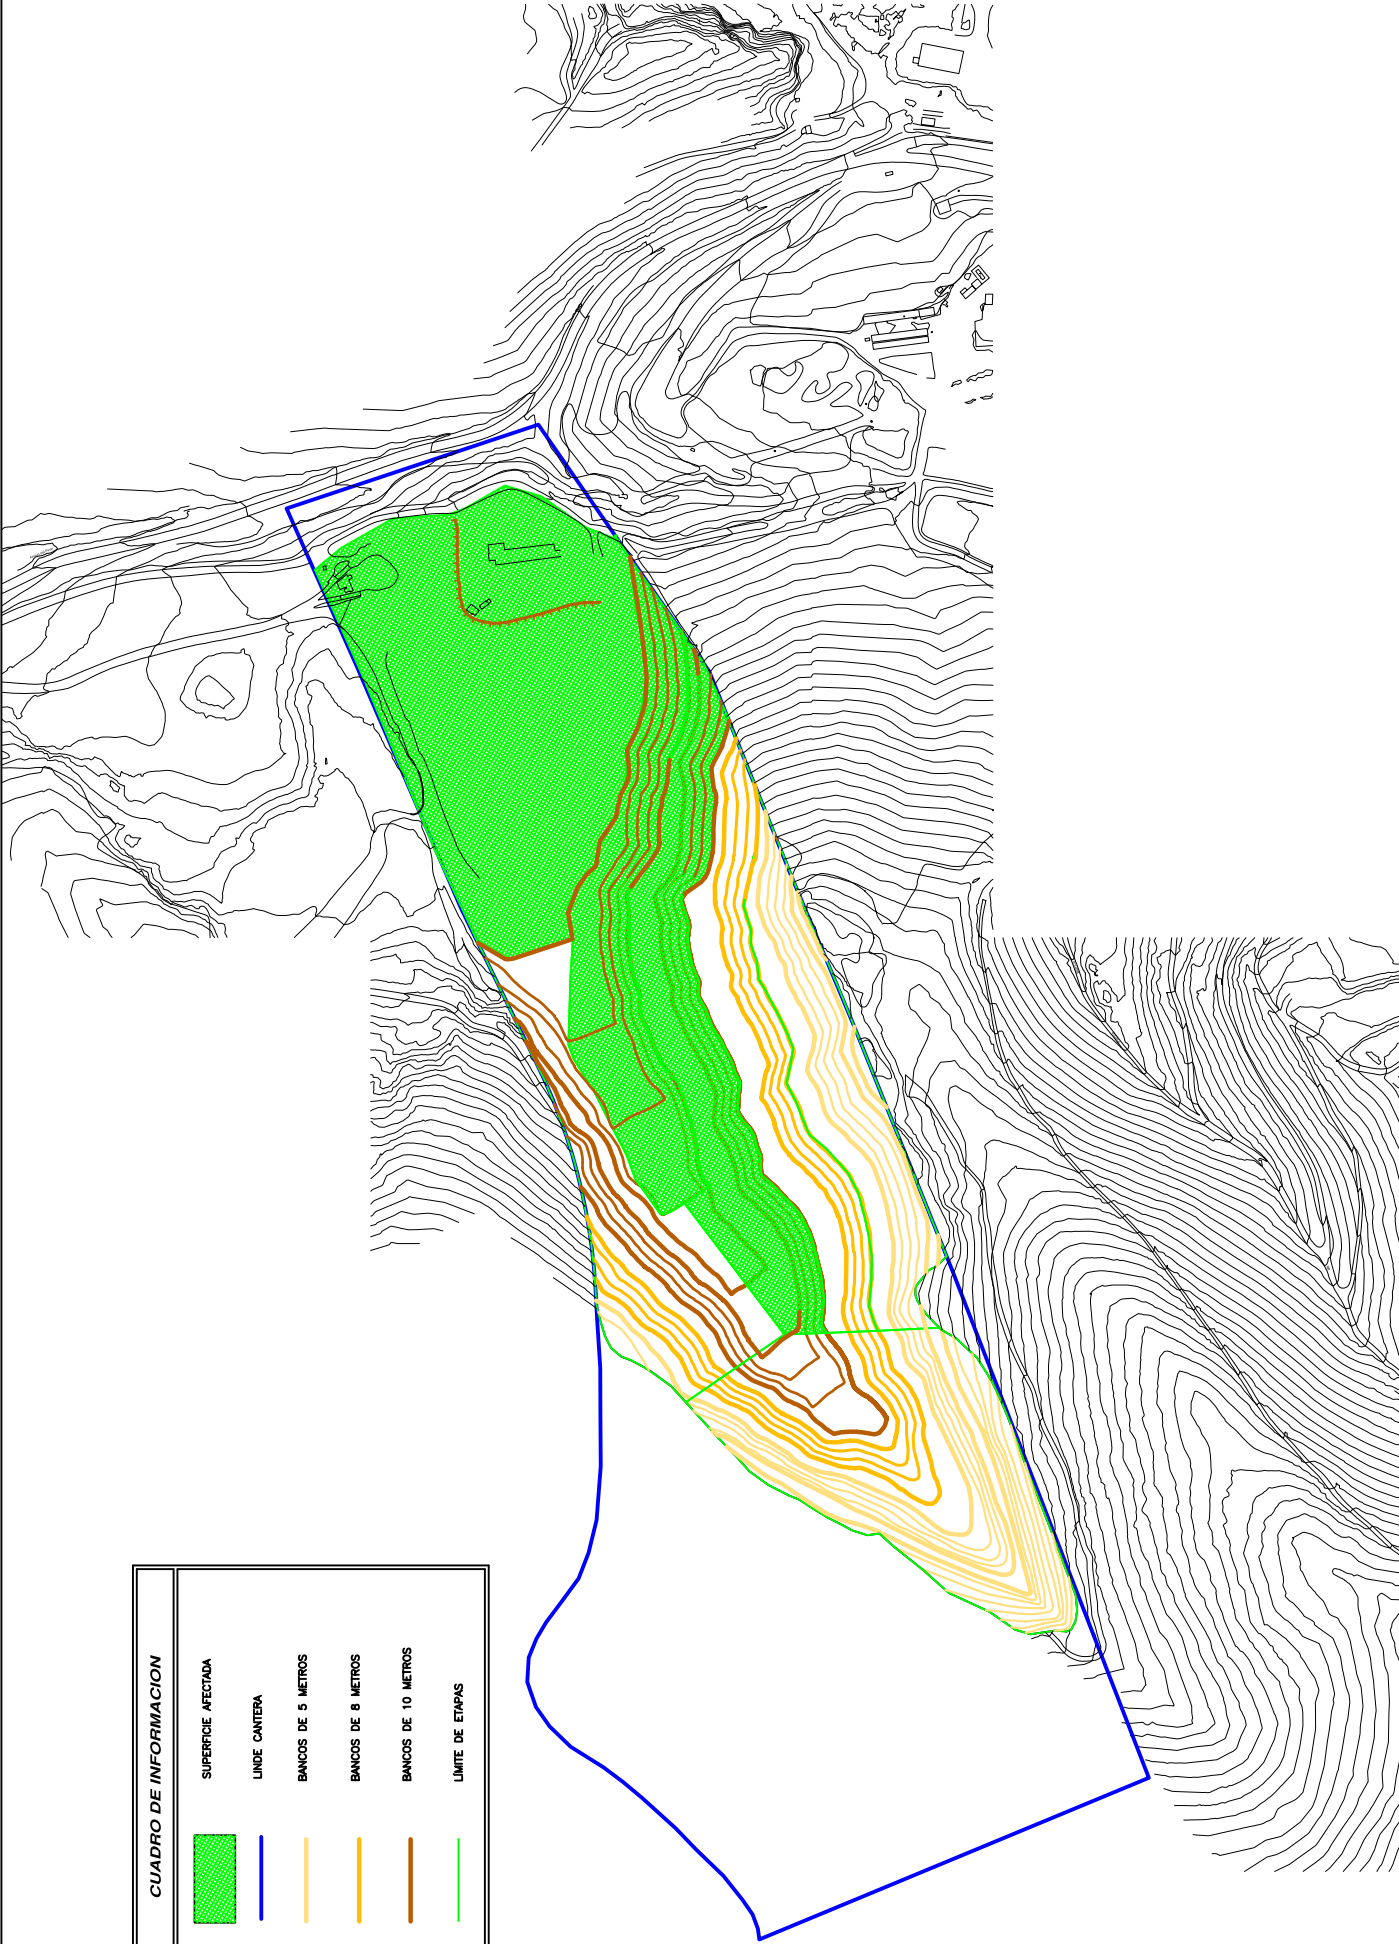 CUADRO DE INFORMACION
SUPERFICIE AFECTADA
LINDE CANTERA
BANCOS DE 5 METROS
BANCOS DE 8 METROS
BANCOS DE 10 METROS
LÍMITE DE ETAPAS